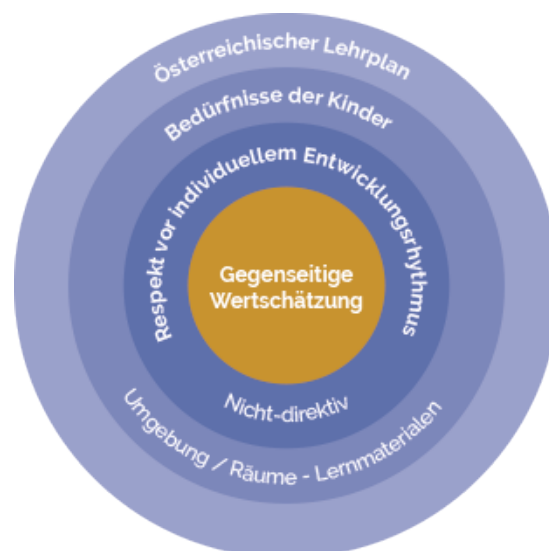 Österreichischer Lehrplan
Bedürfnisse der Kinder
Respekt vor individuellem Entwicklungsrhythmus
Gegenseitige
Wertschätzung
Nicht-direktiv
Umgebung / Räume - Lernmaterialen